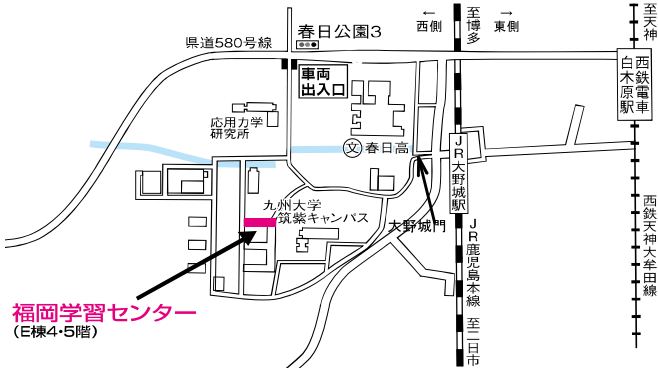 春日公園3
県道580号線
←
西側
→
東側
至博多
至天神
車両
出入口
西鉄電車
白木原駅
応用力学
研究所
文
春日高
JR大野城駅
九州大学
筑紫キャンパス
大野城門
JR鹿児島本線
西鉄天神大牟田線
福岡学習センター
(E棟4・5階)
至二日市